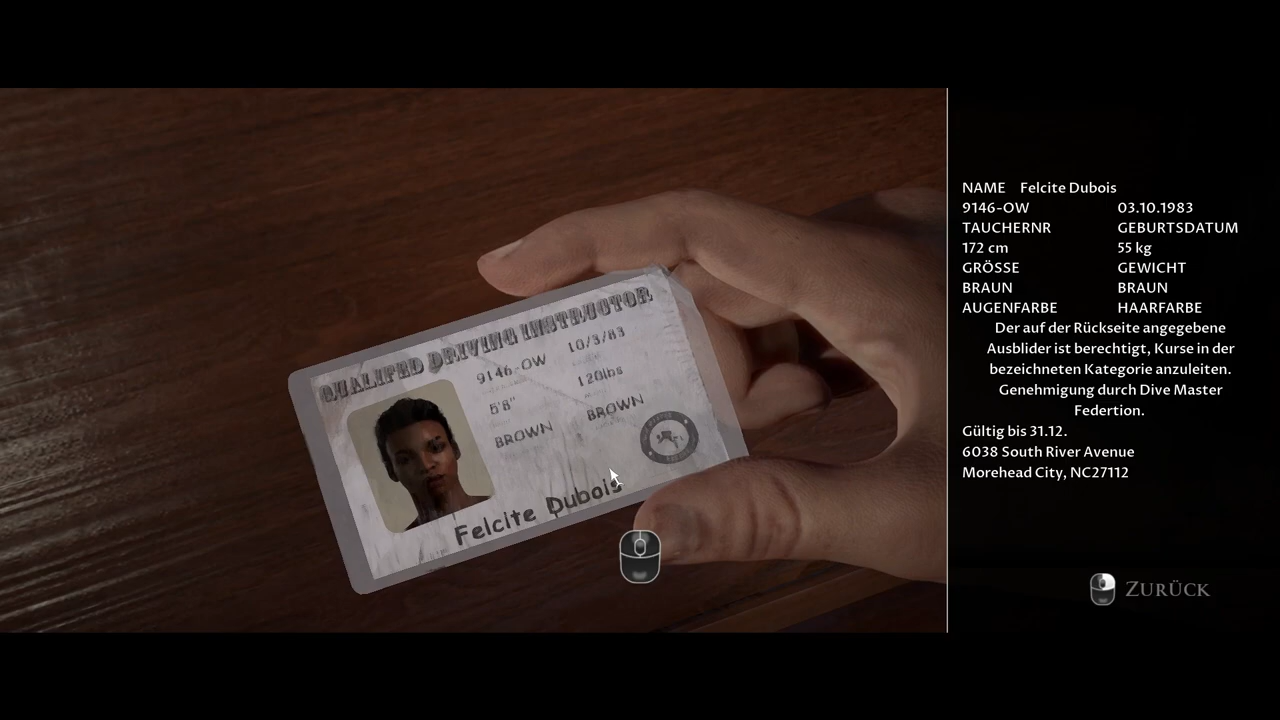 QUALIFED DRIVING INSTRUCTOR
9146-OW 10/3/83
5'8" 120lbs
BROWN BROWN
Felcite Dubois
NAME Felcite Dubois
9146-OW 03.10.1983
TAUCHERNR GEBURTSDATUM
172 cm 55 kg
GRÖSSE GEWICHT
BRAUN BRAUN
AUGENFARBE HAARFARBE
Der auf der Rückseite angegebene
Ausblider ist berechtigt, Kurse in der
bezeichneten Kategorie anzuleiten.
Genehmigung durch Dive Master
Federtion.
Gültig bis 31.12.
6038 South River Avenue
Morehead City, NC27112
ZURÜCK